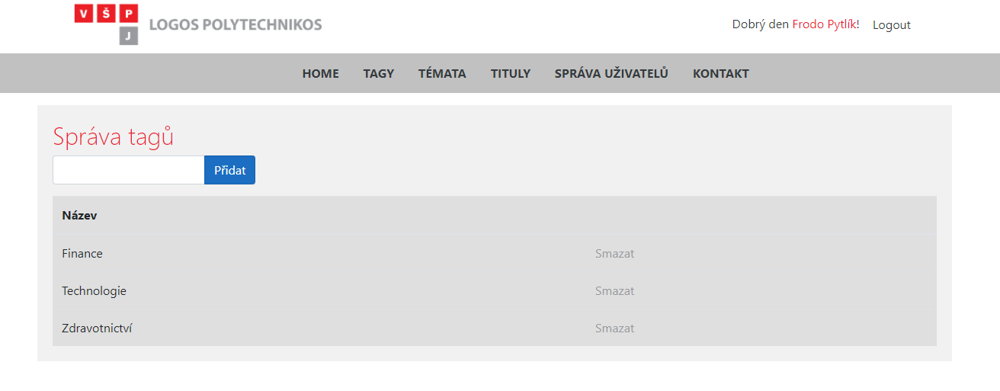 VŠP
J
LOGOS POLYTECHNIKOS
Dobrý den Frodo Pytlík! Logout
HOME TAGY TÉMATA TITULY SPRÁVA UŽIVATELŮ KONTAKT
Správa tagů
Přidat
Název
Finance Smazat
Technologie Smazat
Zdravotnictví Smazat